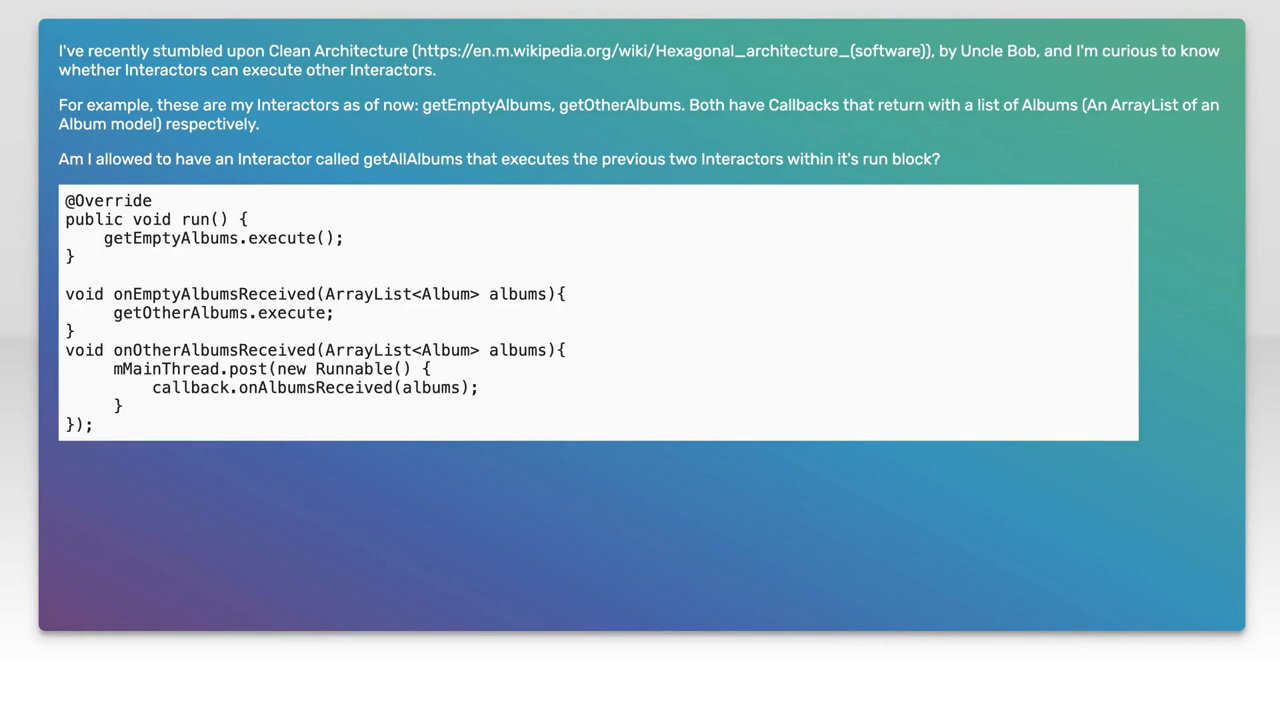 I've recently stumbled upon Clean Architecture (https://en.m.wikipedia.org/wiki/Hexagonal_architecture_(software)), by Uncle Bob, and I'm curious to know
whether Interactors can execute other Interactors.
For example, these are my Interactors as of now: getEmptyAlbums, getOtherAlbums. Both have Callbacks that return with a list of Albums (An ArrayList of an
Album model) respectively.
Am I allowed to have an Interactor called getAllAlbums that executes the previous two Interactors within it's run block?
@Override
public void run() {
    getEmptyAlbums.execute();
}
void onEmptyAlbumsReceived(ArrayList<Album> albums){
     getOtherAlbums.execute;
}
void onOtherAlbumsReceived(ArrayList<Album> albums){
     mMainThread.post(new Runnable() {
         callback.onAlbumsReceived(albums);
     }
});